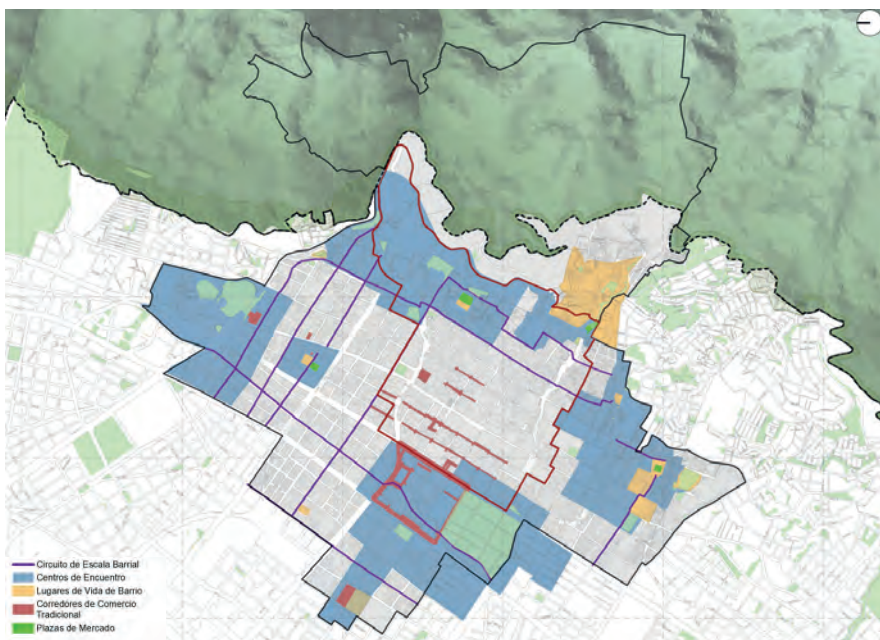 Circuito de Escala Barrial
Centros de Encuentro
Lugares de Vida de Barrio
Corredores de Comercio
Tradicional
Plazas de Mercado